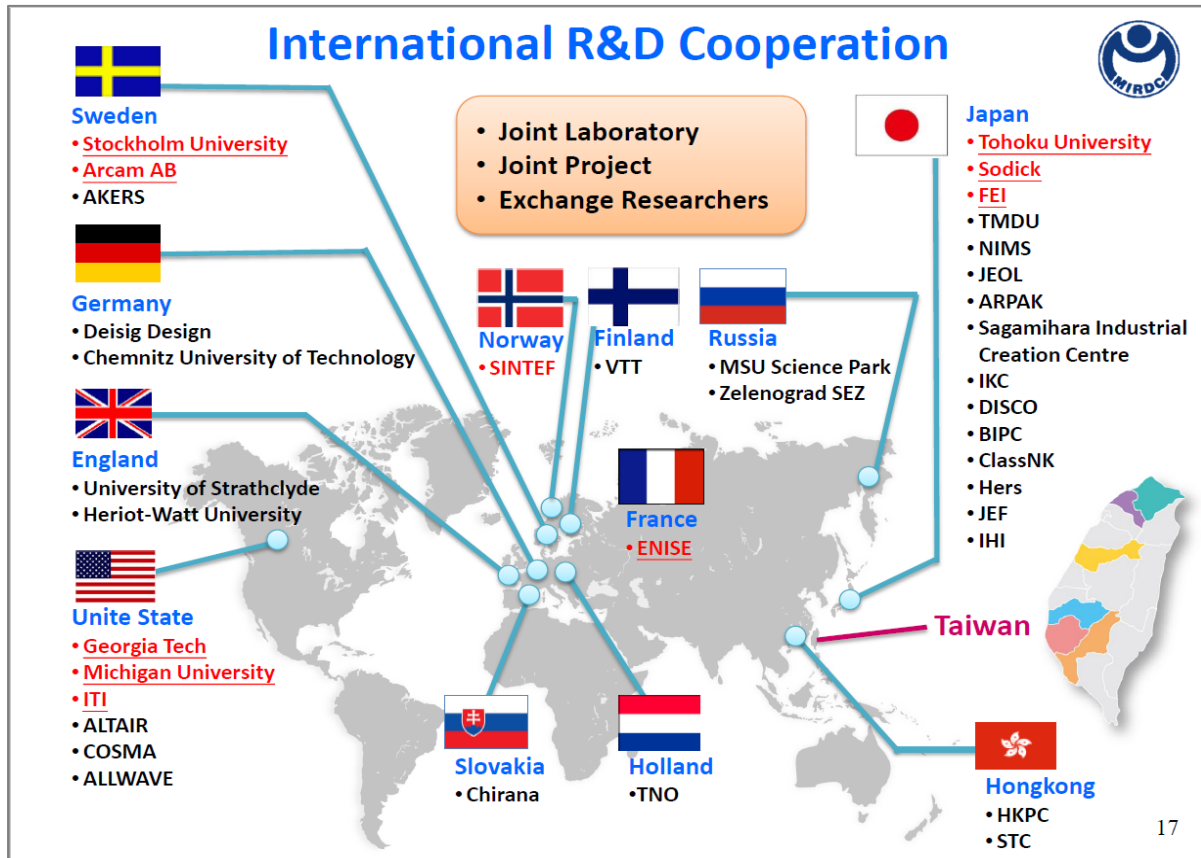 International R&D Cooperation
MIRDC
• Joint Laboratory
• Joint Project
• Exchange Researchers
Sweden
• Stockholm University
• Arcam AB
• AKERS
Germany
• Deisig Design
• Chemnitz University of Technology
England
• University of Strathclyde
• Heriot-Watt University
Unite State
• Georgia Tech
• Michigan University
• ITI
• ALTAIR
• COSMA
• ALLWAVE
Norway
• SINTEF
Finland
• VTT
Russia
• MSU Science Park
• Zelenograd SEZ
France
• ENISE
Slovakia
• Chirana
Holland
• TNO
Japan
• Tohoku University
• Sodick
• FEI
• TMDU
• NIMS
• JEOL
• ARPAK
• Sagamihara Industrial
Creation Centre
• IKC
• DISCO
• BIPC
• ClassNK
• Hers
• JEF
• IHI
Taiwan
Hongkong
• HKPC
• STC
17